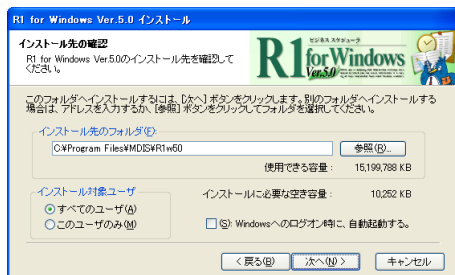 R1 for Windows Ver.5.0 インストール
インストール先の確認
R1 for Windows Ver.5.0のインストール先を確認して
ください。
ビジネススケジューラ
R1 for Windows
Ver.5.0
このフォルダへインストールするには、[次へ] ボタンをクリックします。別のフォルダへインストールする
場合は、アドレスを入力するか、[参照] ボタンをクリックしてフォルダを選択してください。
インストール先のフォルダ(F):
C:¥Program Files¥MDIS¥R1w50
参照(R)...
使用できる容量: 15,199,788 KB
インストール対象ユーザ
すべてのユーザ(A)
このユーザのみ(M)
インストールに必要な空き容量: 10,252 KB
(S): Windowsへのログオン時に、自動起動する。
< 戻る(B)
次へ(N) >
キャンセル